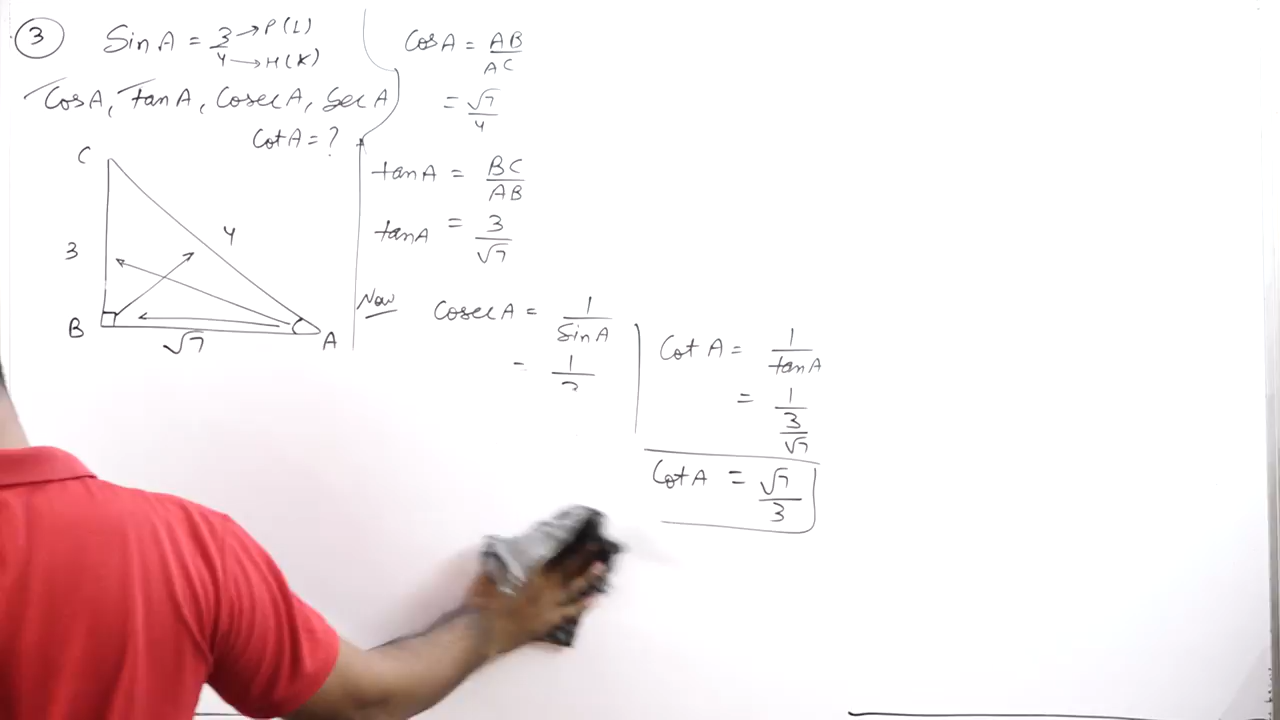 3 Sin A = 3/4 → P (L)
→ H (K)
Cos A, Tan A, Cosec A, Sec A
Cot A = ?
C
3
4
B
√7
A
Cos A = AB/AC
= √7/4
tan A = BC/AB
tan A = 3/√7
Now Cosec A = 1/Sin A
= 1/
Cot A = 1/tan A
= 1/(3/√7)
Cot A = √7/3